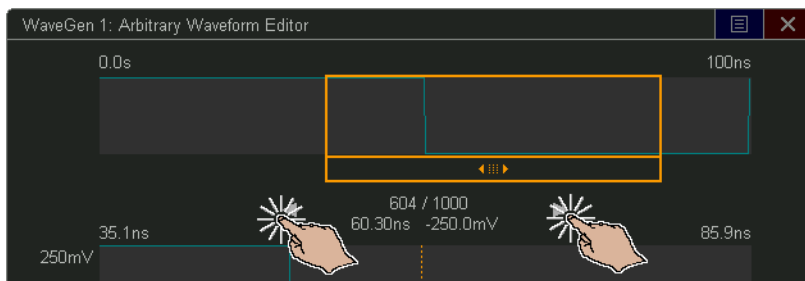 WaveGen 1: Arbitrary Waveform Editor
0.0s 100ns
604 / 1000
60.30ns -250.0mV
35.1ns 85.9ns
250mV